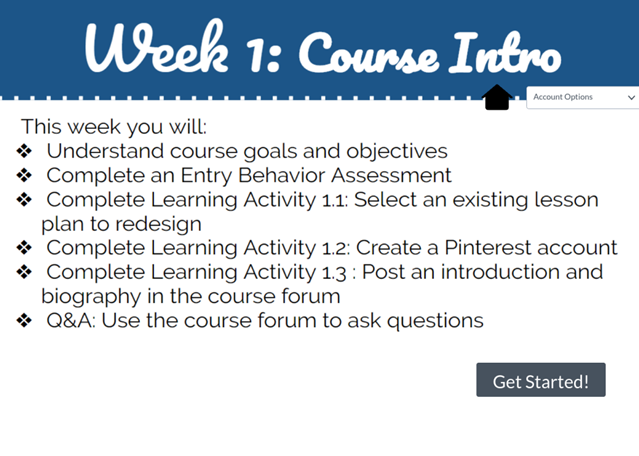 Week 1: Course Intro
Account Options
This week you will:
❖ Understand course goals and objectives
❖ Complete an Entry Behavior Assessment
❖ Complete Learning Activity 1.1: Select an existing lesson
plan to redesign
❖ Complete Learning Activity 1.2: Create a Pinterest account
❖ Complete Learning Activity 1.3 : Post an introduction and
biography in the course forum
❖ Q&A: Use the course forum to ask questions
Get Started!